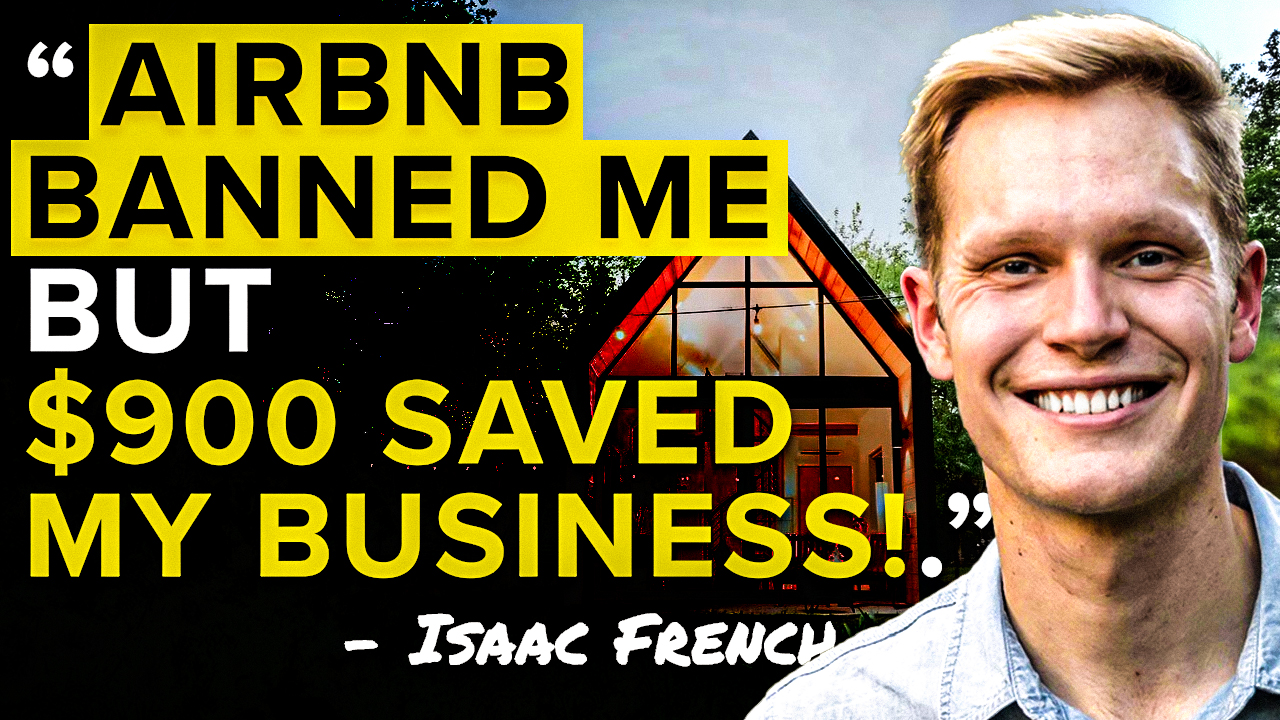 “ AIRBNB
BANNED ME
BUT
$900 SAVED
MY BUSINESS!.”
- ISAAC FRENCH